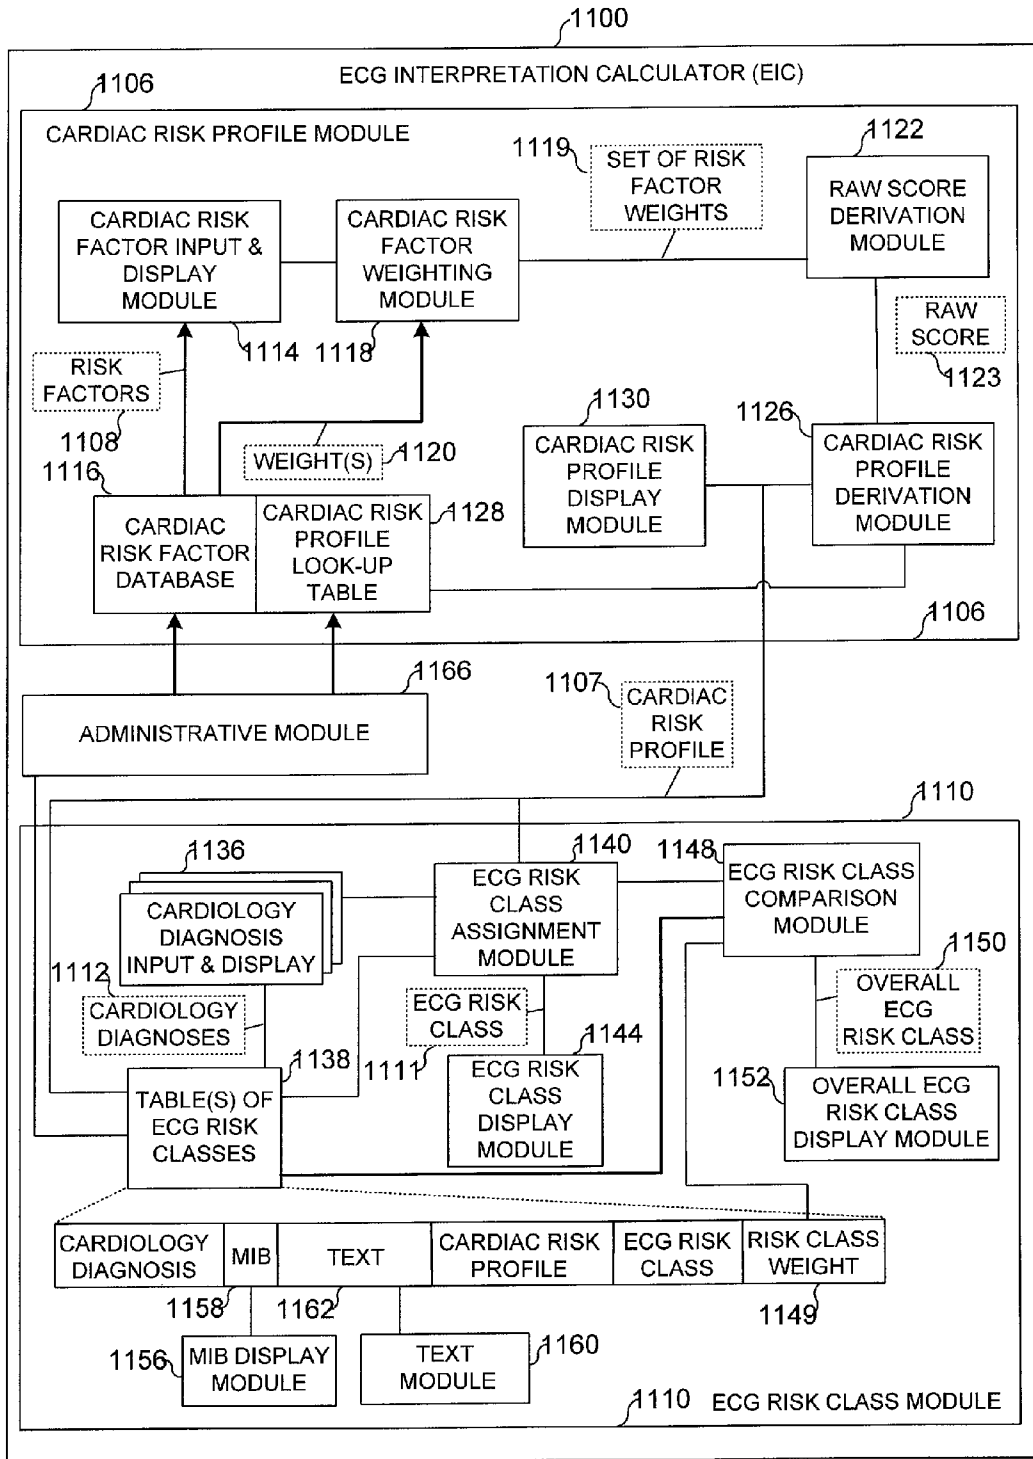 1100
ECG INTERPRETATION CALCULATOR (EIC)
1106
CARDIAC RISK PROFILE MODULE
1119
SET OF RISK
FACTOR
WEIGHTS
1122
RAW SCORE
DERIVATION
MODULE
CARDIAC RISK
FACTOR INPUT &
DISPLAY
MODULE
CARDIAC RISK
FACTOR
WEIGHTING
MODULE
1114
1118
RAW
SCORE
1123
RISK
FACTORS
1108
1116
WEIGHT(S)
1120
1130
1126
CARDIAC RISK
PROFILE
DISPLAY
MODULE
CARDIAC RISK
PROFILE
DERIVATION
MODULE
CARDIAC
RISK FACTOR
DATABASE
CARDIAC RISK
PROFILE
LOOK-UP
TABLE
1128
1106
1166
ADMINISTRATIVE MODULE
1107
CARDIAC
RISK
PROFILE
1110
1136
CARDIOLOGY
DIAGNOSIS
INPUT & DISPLAY
1140
ECG RISK
CLASS
ASSIGNMENT
MODULE
1148
ECG RISK CLASS
COMPARISON
MODULE
1112
CARDIOLOGY
DIAGNOSES
ECG RISK
CLASS
1111
1150
OVERALL
ECG
RISK CLASS
1138
TABLE(S) OF
ECG RISK
CLASSES
1144
ECG RISK
CLASS
DISPLAY
MODULE
1152
OVERALL ECG
RISK CLASS
DISPLAY MODULE
CARDIOLOGY
DIAGNOSIS
MIB
TEXT
CARDIAC RISK
PROFILE
ECG RISK
CLASS
RISK CLASS
WEIGHT
1158
1162
1149
1156
MIB DISPLAY
MODULE
TEXT
MODULE
1160
1110
ECG RISK CLASS MODULE